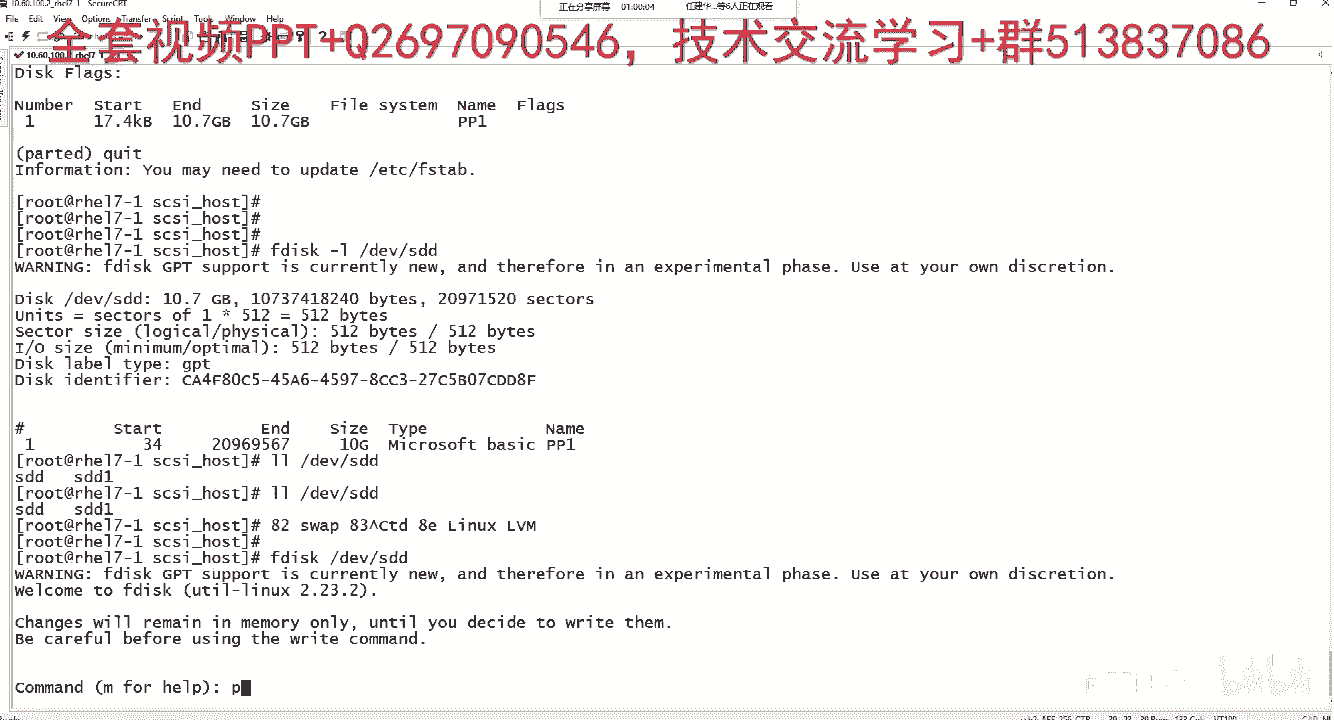 10.60.100.2_rhel7_1 - SecureCRT
正在分享屏幕 01:00:04 任建华...等6人正在观看
File Edit View Options Transfer Script Tools Window Help
全套视频PPT+Q2697090546，技术交流学习+群513837086
Disk Flags:
Number Start End Size File system Name Flags
1 17.4kB 10.7GB 10.7GB PP1
(parted) quit
Information: You may need to update /etc/fstab.
[root@rhel7-1 scsi_host]#
[root@rhel7-1 scsi_host]#
[root@rhel7-1 scsi_host]#
[root@rhel7-1 scsi_host]# fdisk -l /dev/sdd
WARNING: fdisk GPT support is currently new, and therefore in an experimental phase. Use at your own discretion.
Disk /dev/sdd: 10.7 GB, 10737418240 bytes, 20971520 sectors
Units = sectors of 1 * 512 = 512 bytes
Sector size (logical/physical): 512 bytes / 512 bytes
I/O size (minimum/optimal): 512 bytes / 512 bytes
Disk label type: gpt
Disk identifier: CA4F80C5-45A6-4597-8CC3-27C5B07CDD8F
# Start End Size Type Name
1 34 20969567 10G Microsoft basic PP1
[root@rhel7-1 scsi_host]# ll /dev/sdd
sdd sdd1
[root@rhel7-1 scsi_host]# ll /dev/sdd
sdd sdd1
[root@rhel7-1 scsi_host]# 82 swap 83^Ctd 8e Linux LVM
[root@rhel7-1 scsi_host]#
[root@rhel7-1 scsi_host]# fdisk /dev/sdd
WARNING: fdisk GPT support is currently new, and therefore in an experimental phase. Use at your own discretion.
Welcome to fdisk (util-linux 2.23.2).
Changes will remain in memory only, until you decide to write them.
Be careful before using the write command.
Command (m for help): p